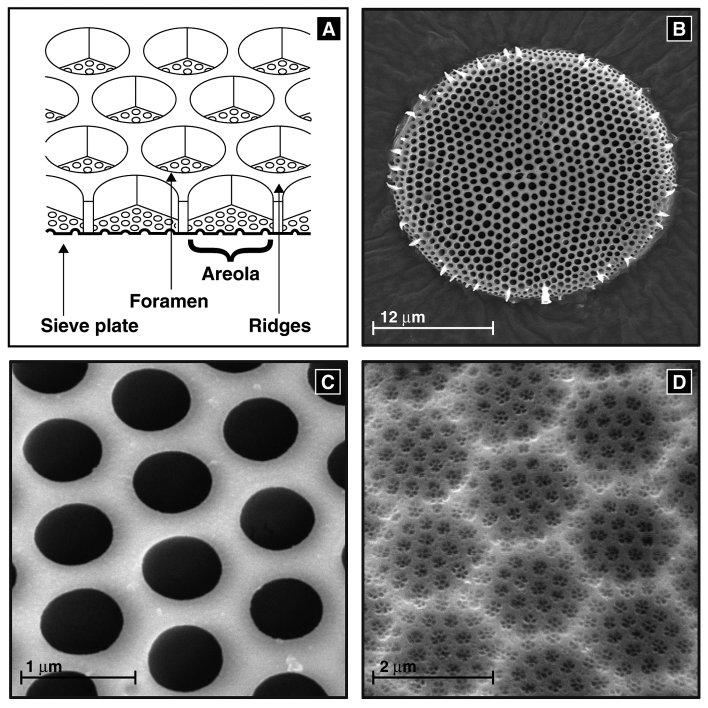 A
Areola
Foramen
Sieve plate
Ridges
B
12 μm
C
1 μm
D
2 μm